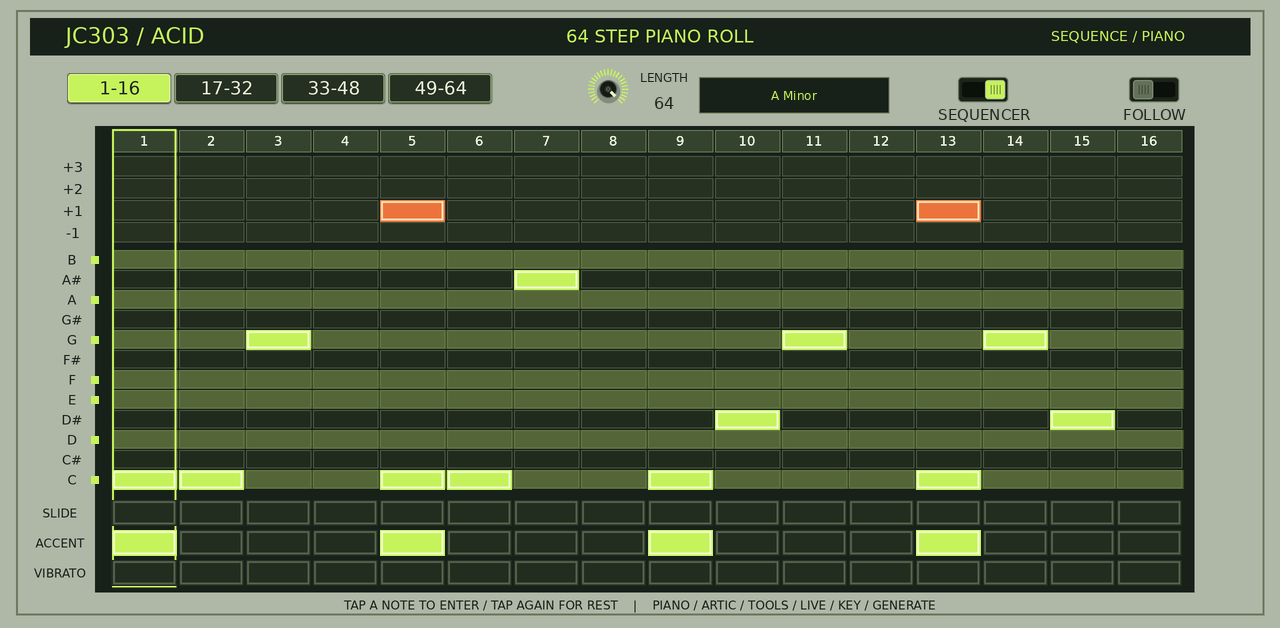 JC303 / ACID 64 STEP PIANO ROLL SEQUENCE / PIANO
1-16 17-32 33-48 49-64 LENGTH 64 A Minor SEQUENCER FOLLOW
1 2 3 4 5 6 7 8 9 10 11 12 13 14 15 16
+3
+2
+1
-1
B
A#
A
G#
G
F#
F
E
D#
D
C#
C
SLIDE
ACCENT
VIBRATO
TAP A NOTE TO ENTER / TAP AGAIN FOR REST | PIANO / ARTIC / TOOLS / LIVE / KEY / GENERATE